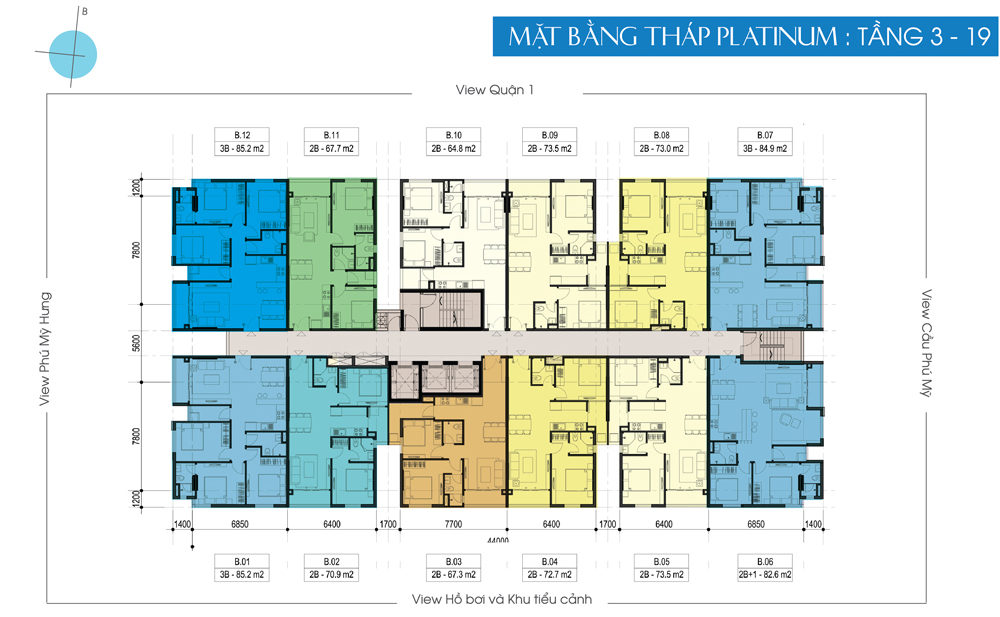 B
MẶT BẰNG THÁP PLATINUM : TẦNG 3 - 19
View Quận 1
B.12
3B - 85.2 m2
B.11
2B - 67.7 m2
B.10
2B - 64.8 m2
B.09
2B - 73.5 m2
B.08
2B - 73.0 m2
B.07
3B - 84.9 m2
1200
7800
5600
7800
1200
View Phú Mỹ Hưng
View Cầu Phú Mỹ
1400
6850
6400
1700
7700
6400
1700
6400
6850
1400
44000
B.01
3B - 85.2 m2
B.02
2B - 70.9 m2
B.03
2B - 67.3 m2
B.04
2B - 72.7 m2
B.05
2B - 73.5 m2
B.06
2B+1 - 82.6 m2
View Hồ bơi và Khu tiểu cảnh